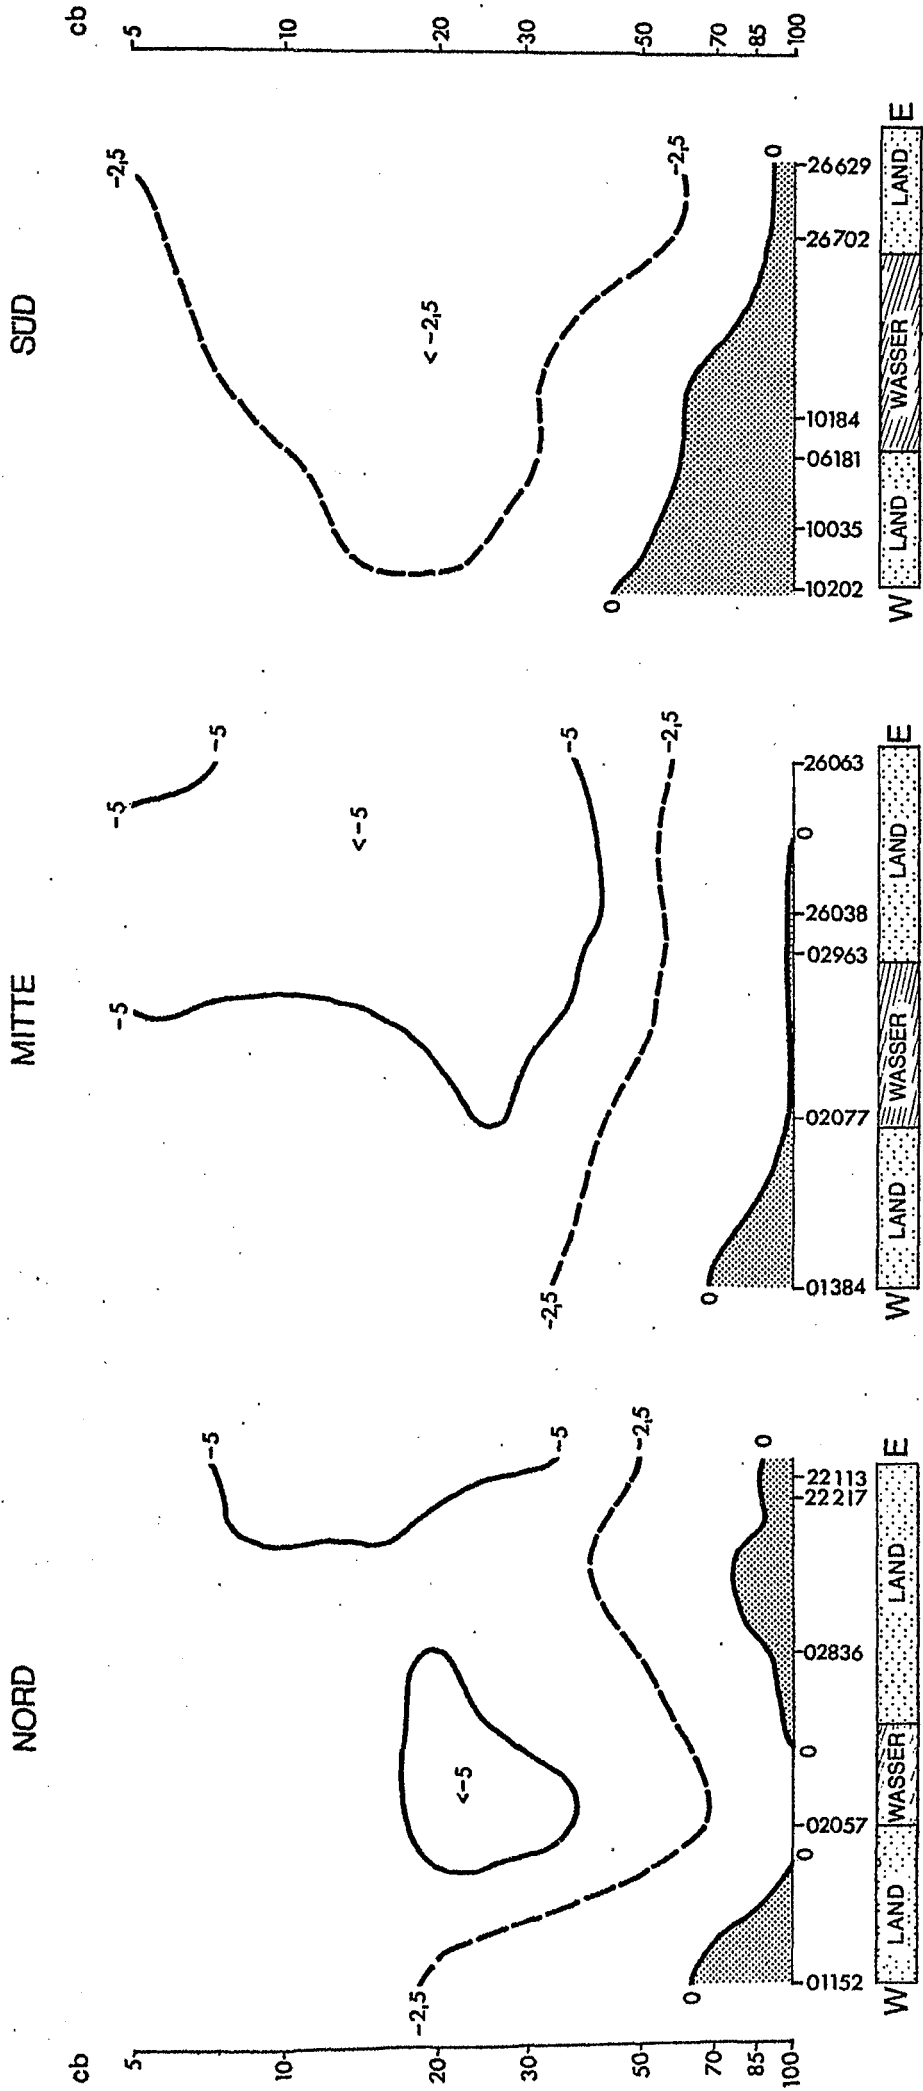 NORD
MITTE
SÜD
cb
5
10
20
30
50
70
85
100
-2,5
<-5
-5
-5
-2,5
0
0
0
0
01152
02057
02836
22217
22113
W
LAND
WASSER
LAND
E
-5
-5
-5
<-5
-5
-5
-2,5
-2,5
0
0
01384
02077
02963
26038
26063
W
LAND
WASSER
LAND
E
-2,5
<-2,5
-2,5
0
0
10202
10035
06181
10184
26702
26629
W
LAND
WASSER
LAND
E
cb
5
10
20
30
50
70
85
100